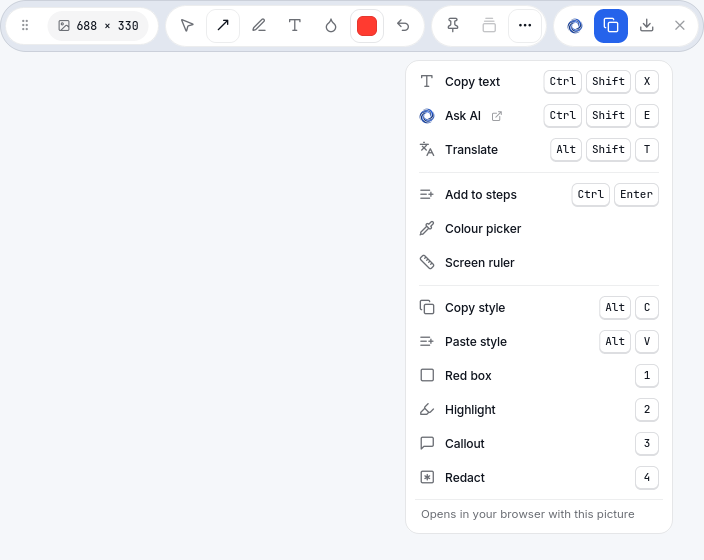 688 × 330
T
Copy text Ctrl Shift X
Ask AI Ctrl Shift E
Translate Alt Shift T
Add to steps Ctrl Enter
Colour picker
Screen ruler
Copy style Alt C
Paste style Alt V
Red box 1
Highlight 2
Callout 3
Redact 4
Opens in your browser with this picture